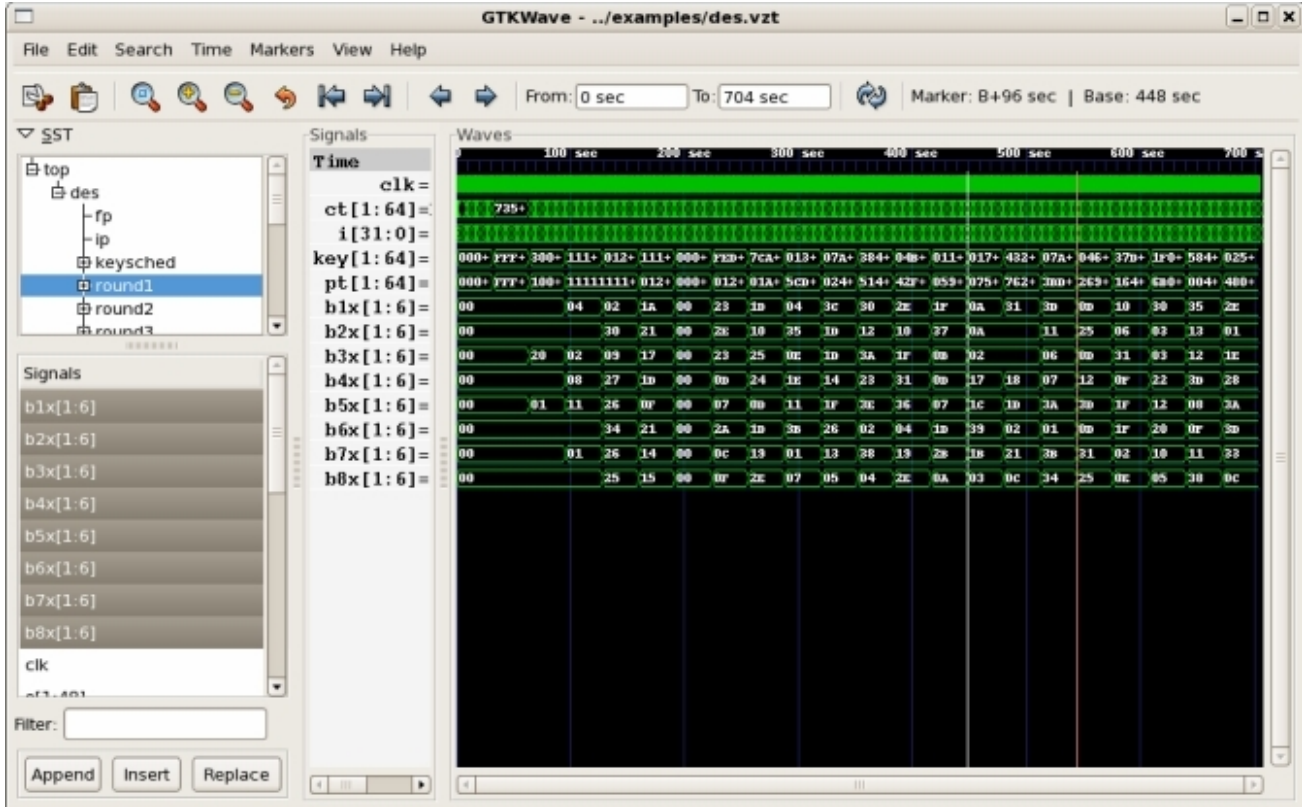 GTKWave - ../examples/des.vzt
File Edit Search Time Markers View Help
From: 0 sec To: 704 sec Marker: B+96 sec | Base: 448 sec
SST
top
des
fp
ip
keysched
round1
round2
round3
Signals
b1x[1:6]
b2x[1:6]
b3x[1:6]
b4x[1:6]
b5x[1:6]
b6x[1:6]
b7x[1:6]
b8x[1:6]
clk
Filter:
Append Insert Replace
Signals
Time
clk=
ct[1:64]=
i[31:0]=
key[1:64]=
pt[1:64]=
b1x[1:6]=
b2x[1:6]=
b3x[1:6]=
b4x[1:6]=
b5x[1:6]=
b6x[1:6]=
b7x[1:6]=
b8x[1:6]=
Waves
100 sec 200 sec 300 sec 400 sec 500 sec 600 sec 700 s
735+
000+ FFF+ 300+ 111+ 012+ 111+ 000+ FED+ 7CA+ 013+ 07A+ 384+ 04B+ 011+ 017+ 432+ 07A+ 046+ 37D+ 1F0+ 584+ 025+
000+ FFF+ 100+ 11111111+ 012+ 000+ 012+ 01A+ 5CD+ 024+ 514+ 42F+ 059+ 075+ 762+ 3BD+ 269+ 164+ 6B0+ 004+ 480+
00 04 02 1A 00 23 1D 04 3C 30 2E 1F 0A 31 3D 0D 10 30 35 2E
00 30 21 00 2E 10 35 1D 12 10 37 0A 11 25 06 03 13 01
00 20 02 09 17 00 23 25 0E 1D 3A 1F 0B 02 06 0D 31 03 12 1E
00 08 27 1D 00 0D 24 1E 14 23 31 0D 17 18 07 12 0F 22 3D 28
00 01 11 26 0F 00 07 0D 11 1F 3E 36 07 1C 1D 3A 3D 1F 12 08 3A
00 34 21 00 2A 1D 3B 26 02 04 1D 39 02 01 0D 1F 20 0F 3D
00 01 26 14 00 0C 19 01 13 38 19 2B 1B 21 3B 31 02 10 11 33
00 25 15 00 0F 2E 07 05 04 2E 0A 03 0C 34 25 0E 05 38 0C